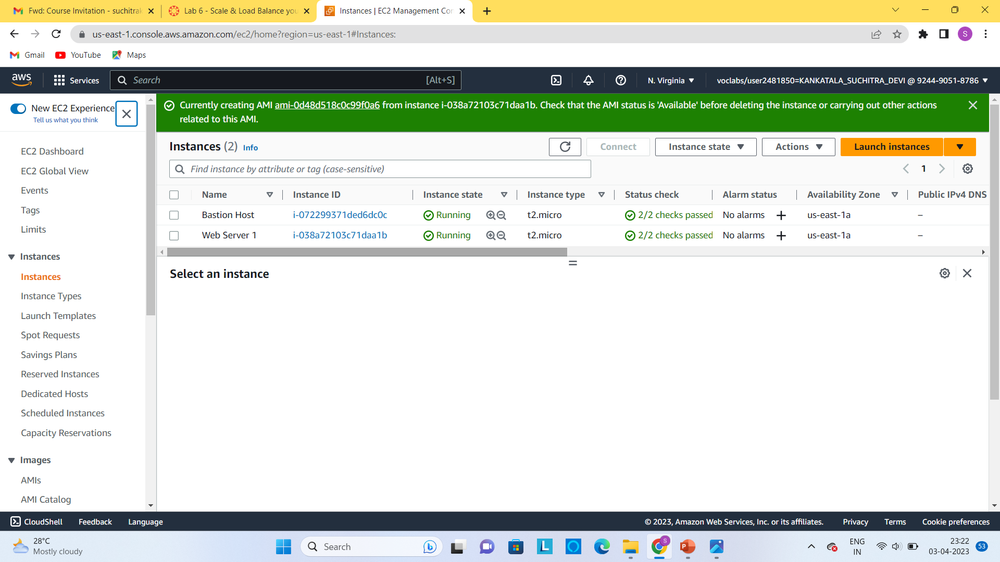 Fwd: Course Invitation - suchitrak
Lab 6 - Scale & Load Balance you
Instances | EC2 Management Con
us-east-1.console.aws.amazon.com/ec2/home?region=us-east-1#Instances:
S
Gmail
YouTube
Maps
aws
Services
Search
[Alt+S]
N. Virginia
voclabs/user2481850=KANKATALA_SUCHITRA_DEVI @ 9244-9051-8786
New EC2 Experience
Tell us what you think
EC2 Dashboard
EC2 Global View
Events
Tags
Limits
Instances
Instances
Instance Types
Launch Templates
Spot Requests
Savings Plans
Reserved Instances
Dedicated Hosts
Scheduled Instances
Capacity Reservations
Images
AMIs
AMI Catalog
Currently creating AMI ami-0d48d518c0c99f0a6 from instance i-038a72103c71daa1b. Check that the AMI status is 'Available' before deleting the instance or carrying out other actions
related to this AMI.
Instances (2) Info
Connect
Instance state
Actions
Launch instances
Find instance by attribute or tag (case-sensitive)
1
Name Instance ID Instance state Instance type Status check Alarm status Availability Zone Public IPv4 DNS
Bastion Host i-072299371ded6dc0c Running t2.micro 2/2 checks passed No alarms + us-east-1a –
Web Server 1 i-038a72103c71daa1b Running t2.micro 2/2 checks passed No alarms + us-east-1a –
Select an instance
CloudShell
Feedback
Language
© 2023, Amazon Web Services, Inc. or its affiliates.
Privacy
Terms
Cookie preferences
28°C
Mostly cloudy
Search
L
S
P
ENG
IN
23:22
03-04-2023
53